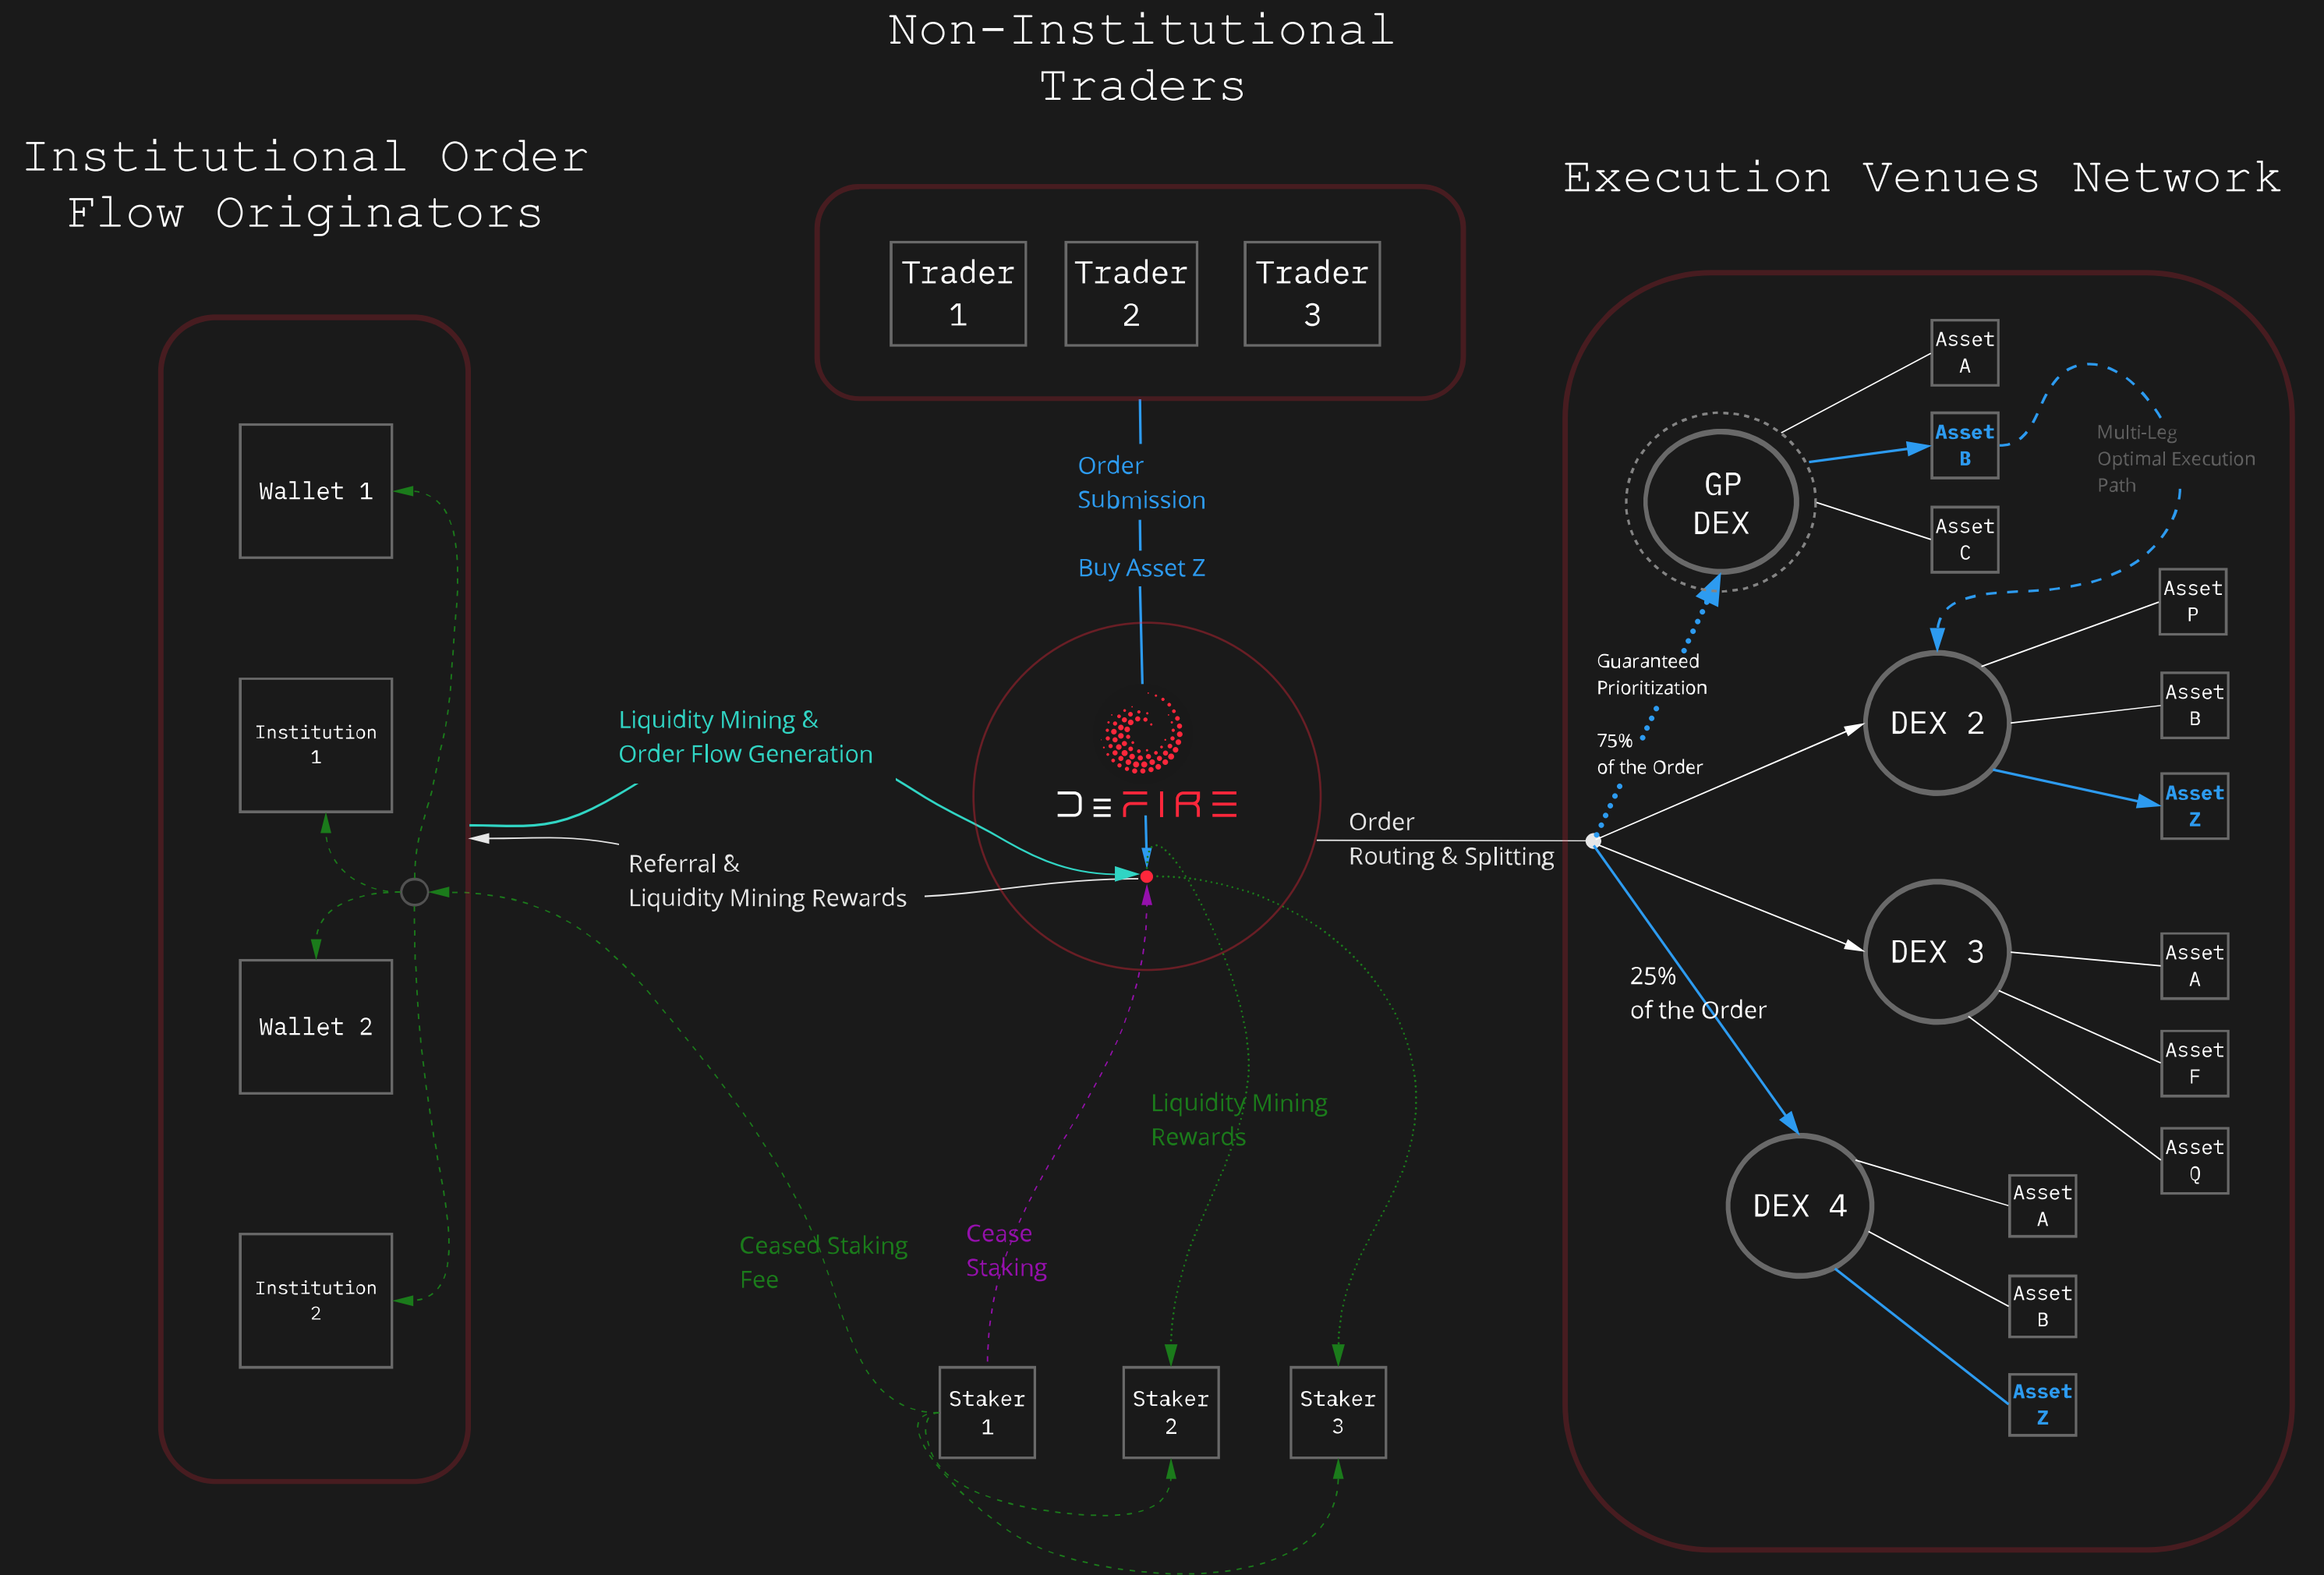 Non-Institutional
Traders
Institutional Order
Flow Originators
Execution Venues Network
Trader
1
Trader
2
Trader
3
Wallet 1
Institution
1
Wallet 2
Institution
2
Order
Submission
Buy Asset Z
Liquidity Mining &
Order Flow Generation
Referral &
Liquidity Mining Rewards
DEFIRE
Order
Routing & Splitting
Guaranteed
Prioritization
75%
of the Order
25%
of the Order
GP
DEX
Asset
A
Asset
B
Asset
C
Multi-Leg
Optimal Execution
Path
DEX 2
Asset
P
Asset
B
Asset
Z
DEX 3
Asset
A
Asset
F
Asset
Q
DEX 4
Asset
A
Asset
B
Asset
Z
Liquidity Mining
Rewards
Cease
Staking
Ceased Staking
Fee
Staker
1
Staker
2
Staker
3